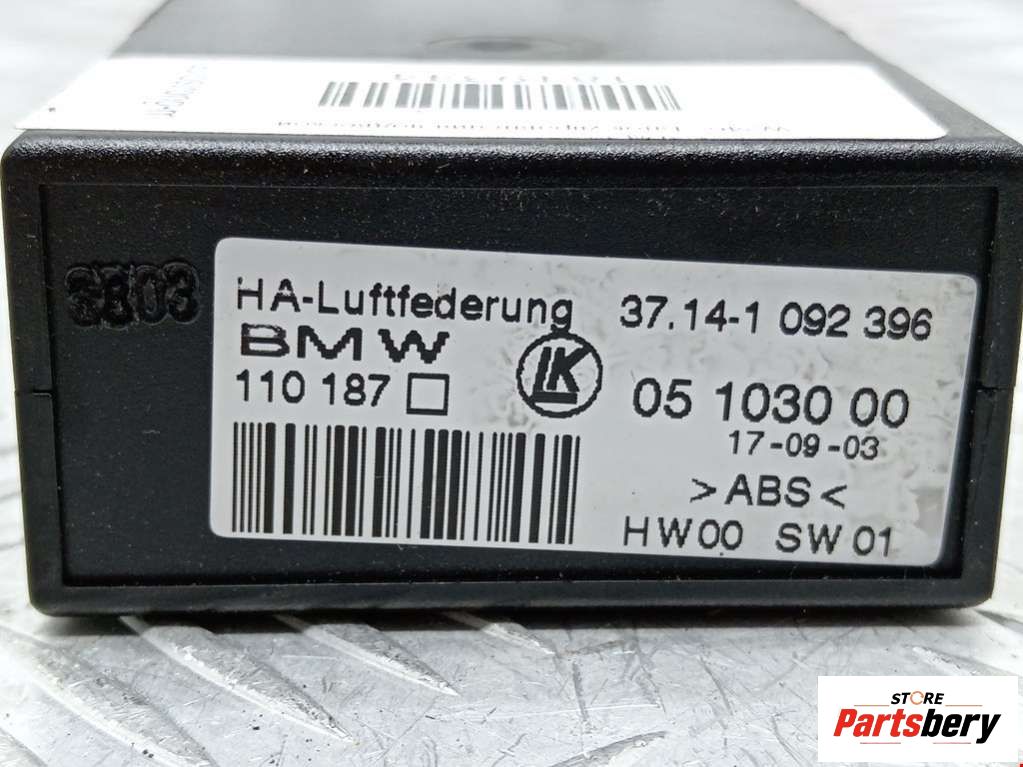 3803
HA-Luftfederung
BMW
110 187
LK
37.14-1 092 396
05 1030 00
17-09-03
>ABS<
HW00 SW01
STORE
Partsbery